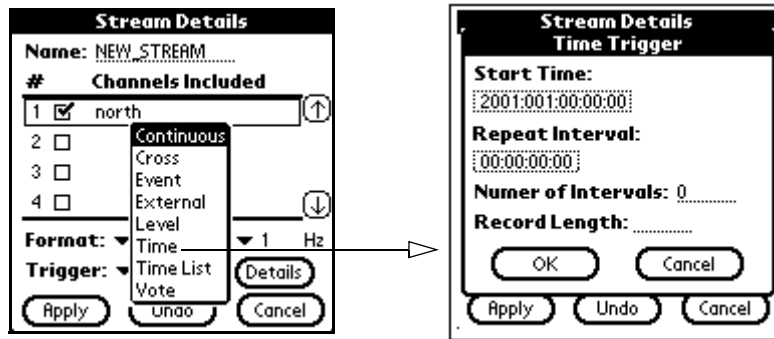 Stream Details
Name: NEW_STREAM
# Channels Included
1 north
2
3
4
Continuous
Cross
Event
External
Level
Time
Time List
Vote
Format: 1 Hz
Trigger: Details
Apply Undo Cancel
Stream Details
Time Trigger
Start Time:
2001:001:00:00:00
Repeat Interval:
00:00:00:00
Numer of Intervals: 0
Record Length:
OK Cancel
Apply Undo Cancel